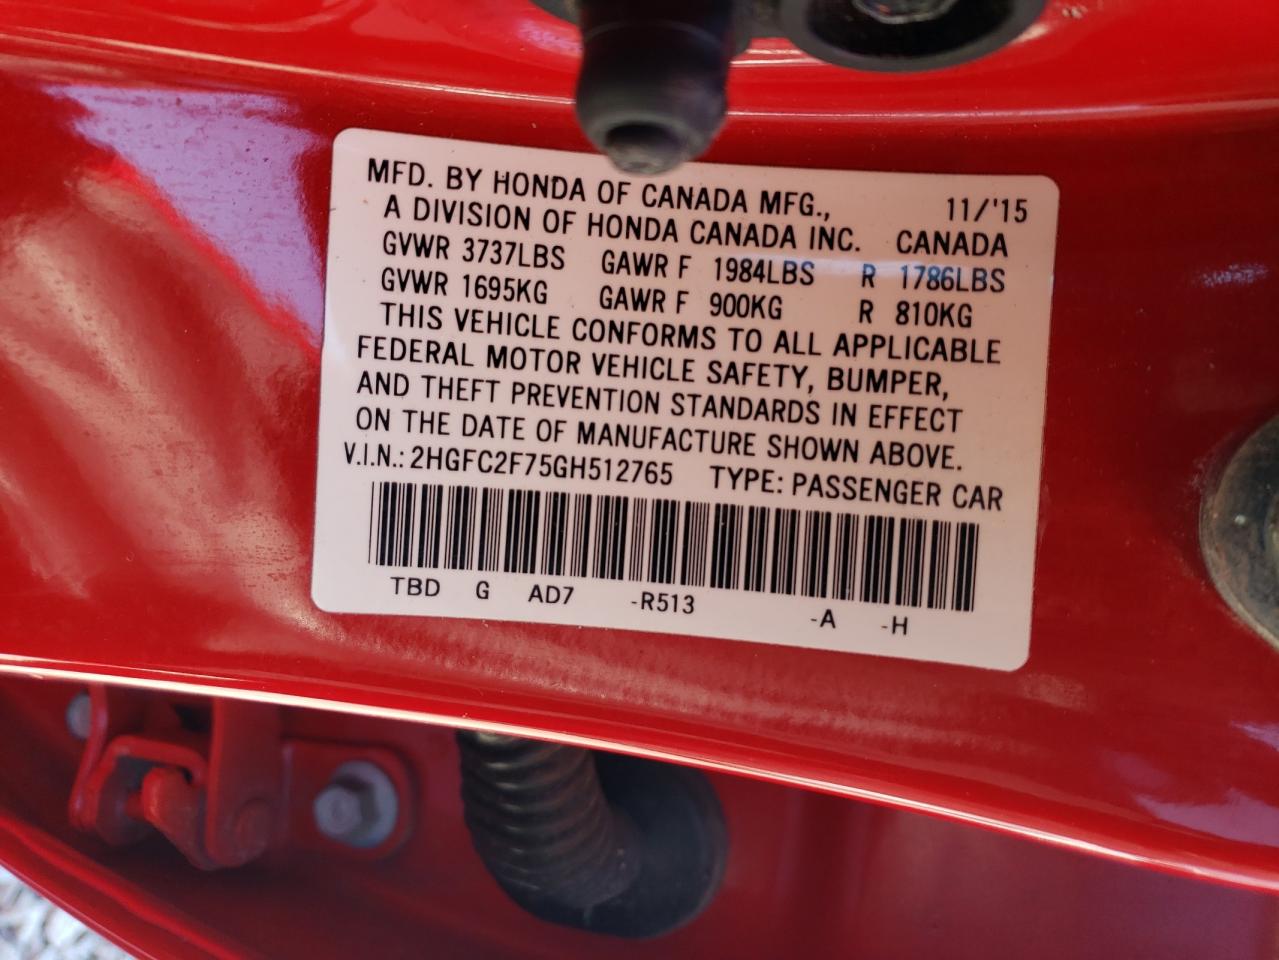 MFD. BY HONDA OF CANADA MFG., 11/'15
A DIVISION OF HONDA CANADA INC. CANADA
GVWR 3737LBS GAWR F 1984LBS R 1786LBS
GVWR 1695KG GAWR F 900KG R 810KG
THIS VEHICLE CONFORMS TO ALL APPLICABLE
FEDERAL MOTOR VEHICLE SAFETY, BUMPER,
AND THEFT PREVENTION STANDARDS IN EFFECT
ON THE DATE OF MANUFACTURE SHOWN ABOVE.
V.I.N.: 2HGFC2F75GH512765 TYPE: PASSENGER CAR
TBD G AD7 -R513 -A -H